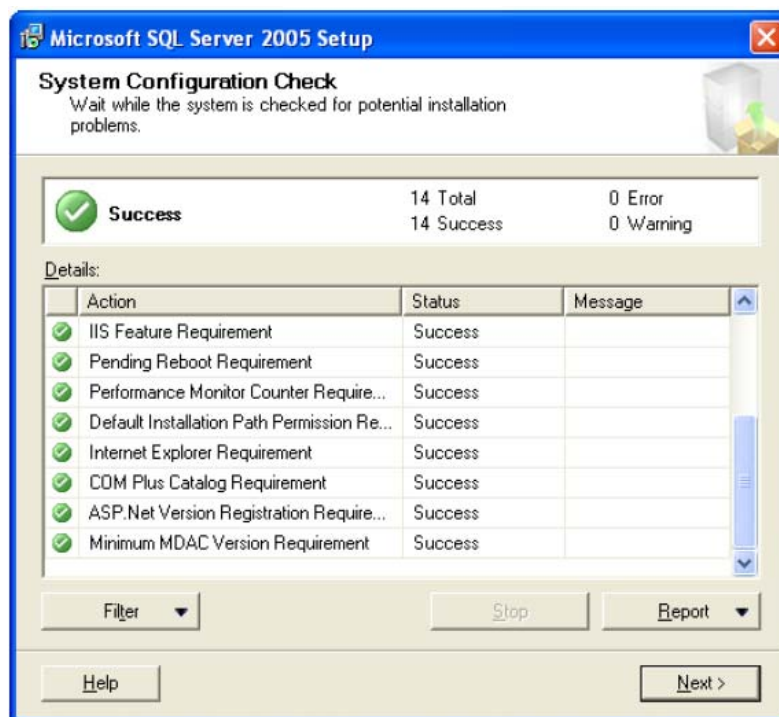 Microsoft SQL Server 2005 Setup
System Configuration Check
Wait while the system is checked for potential installation
problems.
Success
14 Total
14 Success
0 Error
0 Warning
Details:
Action Status Message
IIS Feature Requirement Success
Pending Reboot Requirement Success
Performance Monitor Counter Require... Success
Default Installation Path Permission Re... Success
Internet Explorer Requirement Success
COM Plus Catalog Requirement Success
ASP.Net Version Registration Require... Success
Minimum MDAC Version Requirement Success
Filter Stop Report
Help Next >